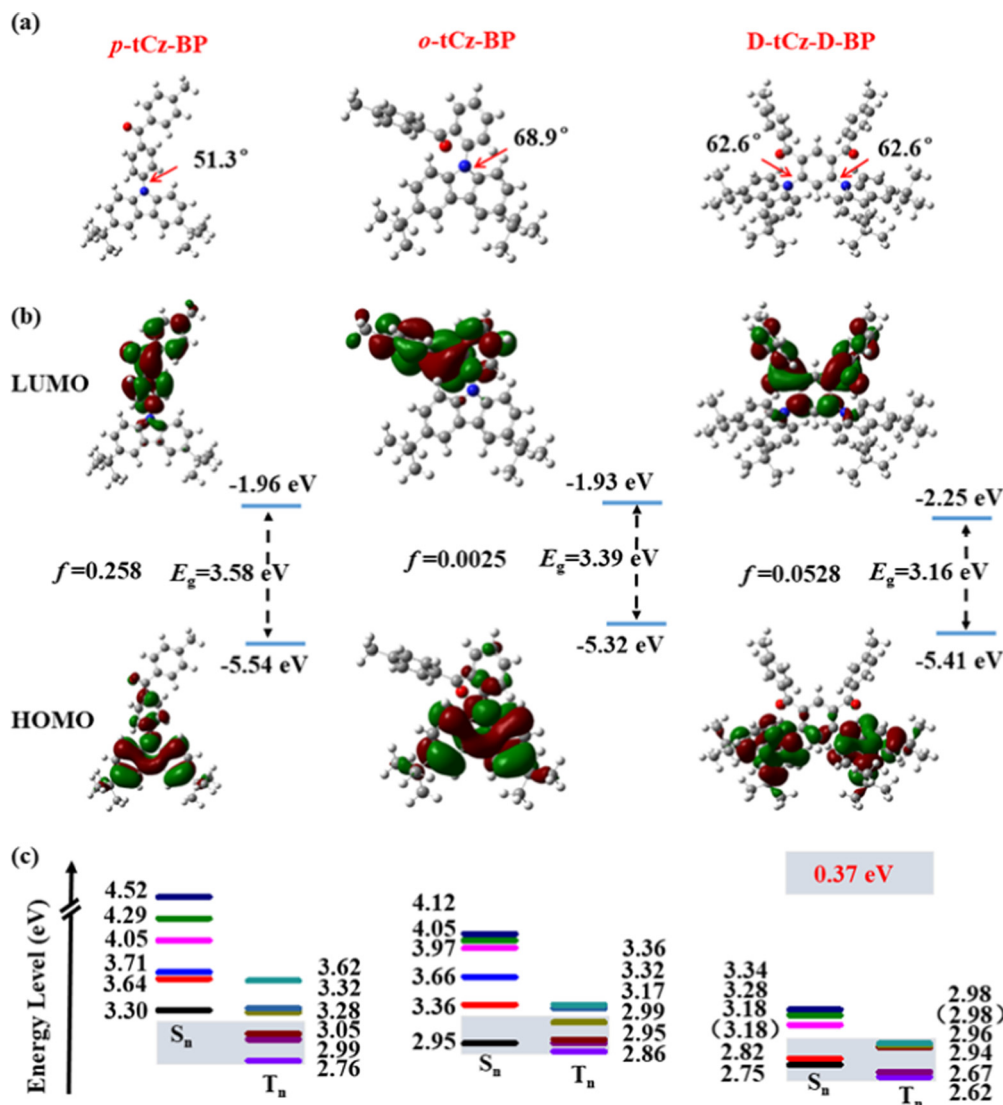 (a)
p-tCz-BP
o-tCz-BP
D-tCz-D-BP
51.3°
68.9°
62.6°
62.6°
(b)
LUMO
-1.96 eV
-1.93 eV
-2.25 eV
f=0.258
Eg=3.58 eV
f=0.0025
Eg=3.39 eV
f=0.0528
Eg=3.16 eV
-5.54 eV
-5.32 eV
-5.41 eV
HOMO
(c)
Energy Level (eV)
4.52
4.29
4.05
3.71
3.64
3.30
Sn
3.62
3.32
3.28
3.05
2.99
2.76
Tn
4.12
4.05
3.97
3.66
3.36
2.95
Sn
3.36
3.32
3.17
2.99
2.95
2.86
Tn
0.37 eV
3.34
3.28
3.18
(3.18)
2.82
2.75
Sn
2.98
(2.98)
2.96
2.94
2.67
2.62
Tn